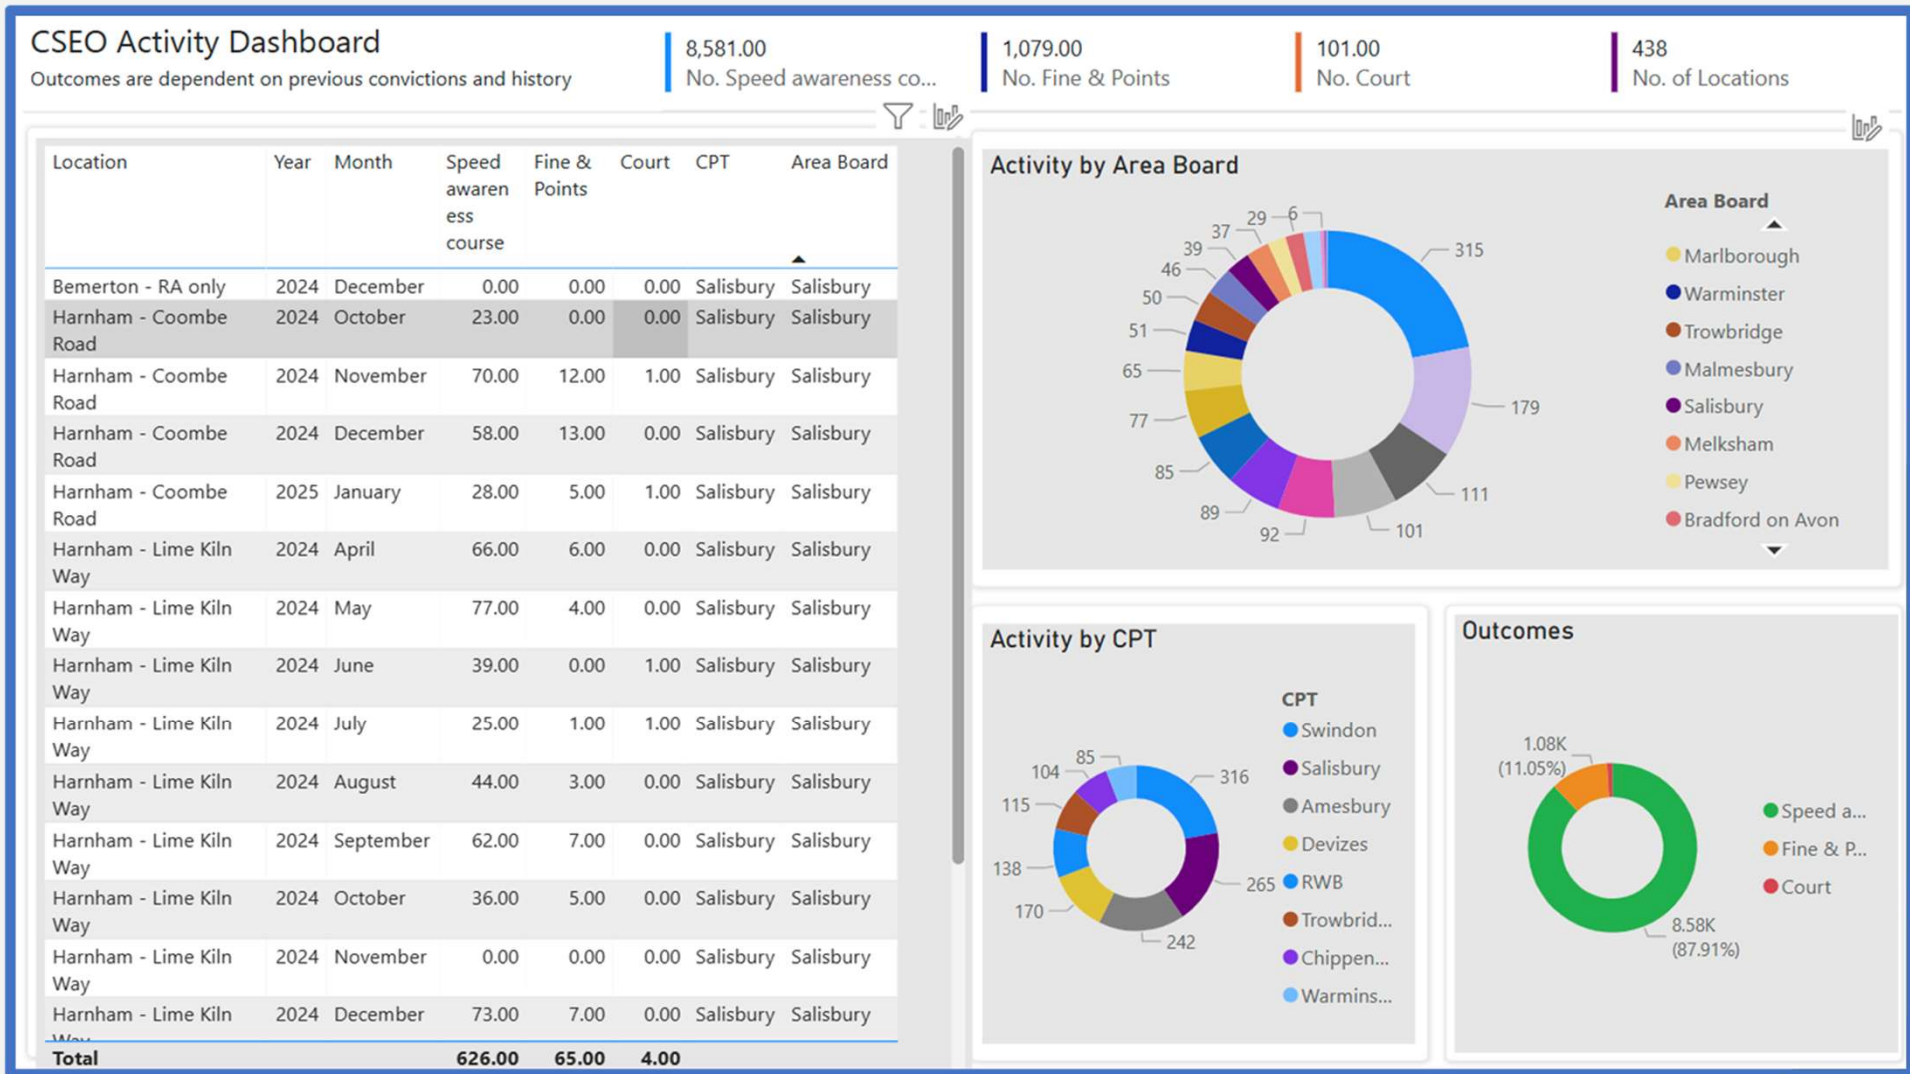 CSEO Activity Dashboard
Outcomes are dependent on previous convictions and history
8,581.00
No. Speed awareness co...
1,079.00
No. Fine & Points
101.00
No. Court
438
No. of Locations
Location Year Month Speed awaren ess course Fine & Points Court CPT Area Board
Bemerton - RA only 2024 December 0.00 0.00 0.00 Salisbury Salisbury
Harnham - Coombe Road 2024 October 23.00 0.00 0.00 Salisbury Salisbury
Harnham - Coombe Road 2024 November 70.00 12.00 1.00 Salisbury Salisbury
Harnham - Coombe Road 2024 December 58.00 13.00 0.00 Salisbury Salisbury
Harnham - Coombe Road 2025 January 28.00 5.00 1.00 Salisbury Salisbury
Harnham - Lime Kiln Way 2024 April 66.00 6.00 0.00 Salisbury Salisbury
Harnham - Lime Kiln Way 2024 May 77.00 4.00 0.00 Salisbury Salisbury
Harnham - Lime Kiln Way 2024 June 39.00 0.00 1.00 Salisbury Salisbury
Harnham - Lime Kiln Way 2024 July 25.00 1.00 1.00 Salisbury Salisbury
Harnham - Lime Kiln Way 2024 August 44.00 3.00 0.00 Salisbury Salisbury
Harnham - Lime Kiln Way 2024 September 62.00 7.00 0.00 Salisbury Salisbury
Harnham - Lime Kiln Way 2024 October 36.00 5.00 0.00 Salisbury Salisbury
Harnham - Lime Kiln Way 2024 November 0.00 0.00 0.00 Salisbury Salisbury
Harnham - Lime Kiln Way 2024 December 73.00 7.00 0.00 Salisbury Salisbury
Total 626.00 65.00 4.00
Activity by Area Board
315
179
111
101
92
89
85
77
65
51
50
46
39
37
29
6
Area Board
Marlborough
Warminster
Trowbridge
Malmesbury
Salisbury
Melksham
Pewsey
Bradford on Avon
Activity by CPT
316
265
242
170
138
115
104
85
CPT
Swindon
Salisbury
Amesbury
Devizes
RWB
Trowbrid...
Chippen...
Warmins...
Outcomes
1.08K
(11.05%)
8.58K
(87.91%)
Speed a...
Fine & P...
Court